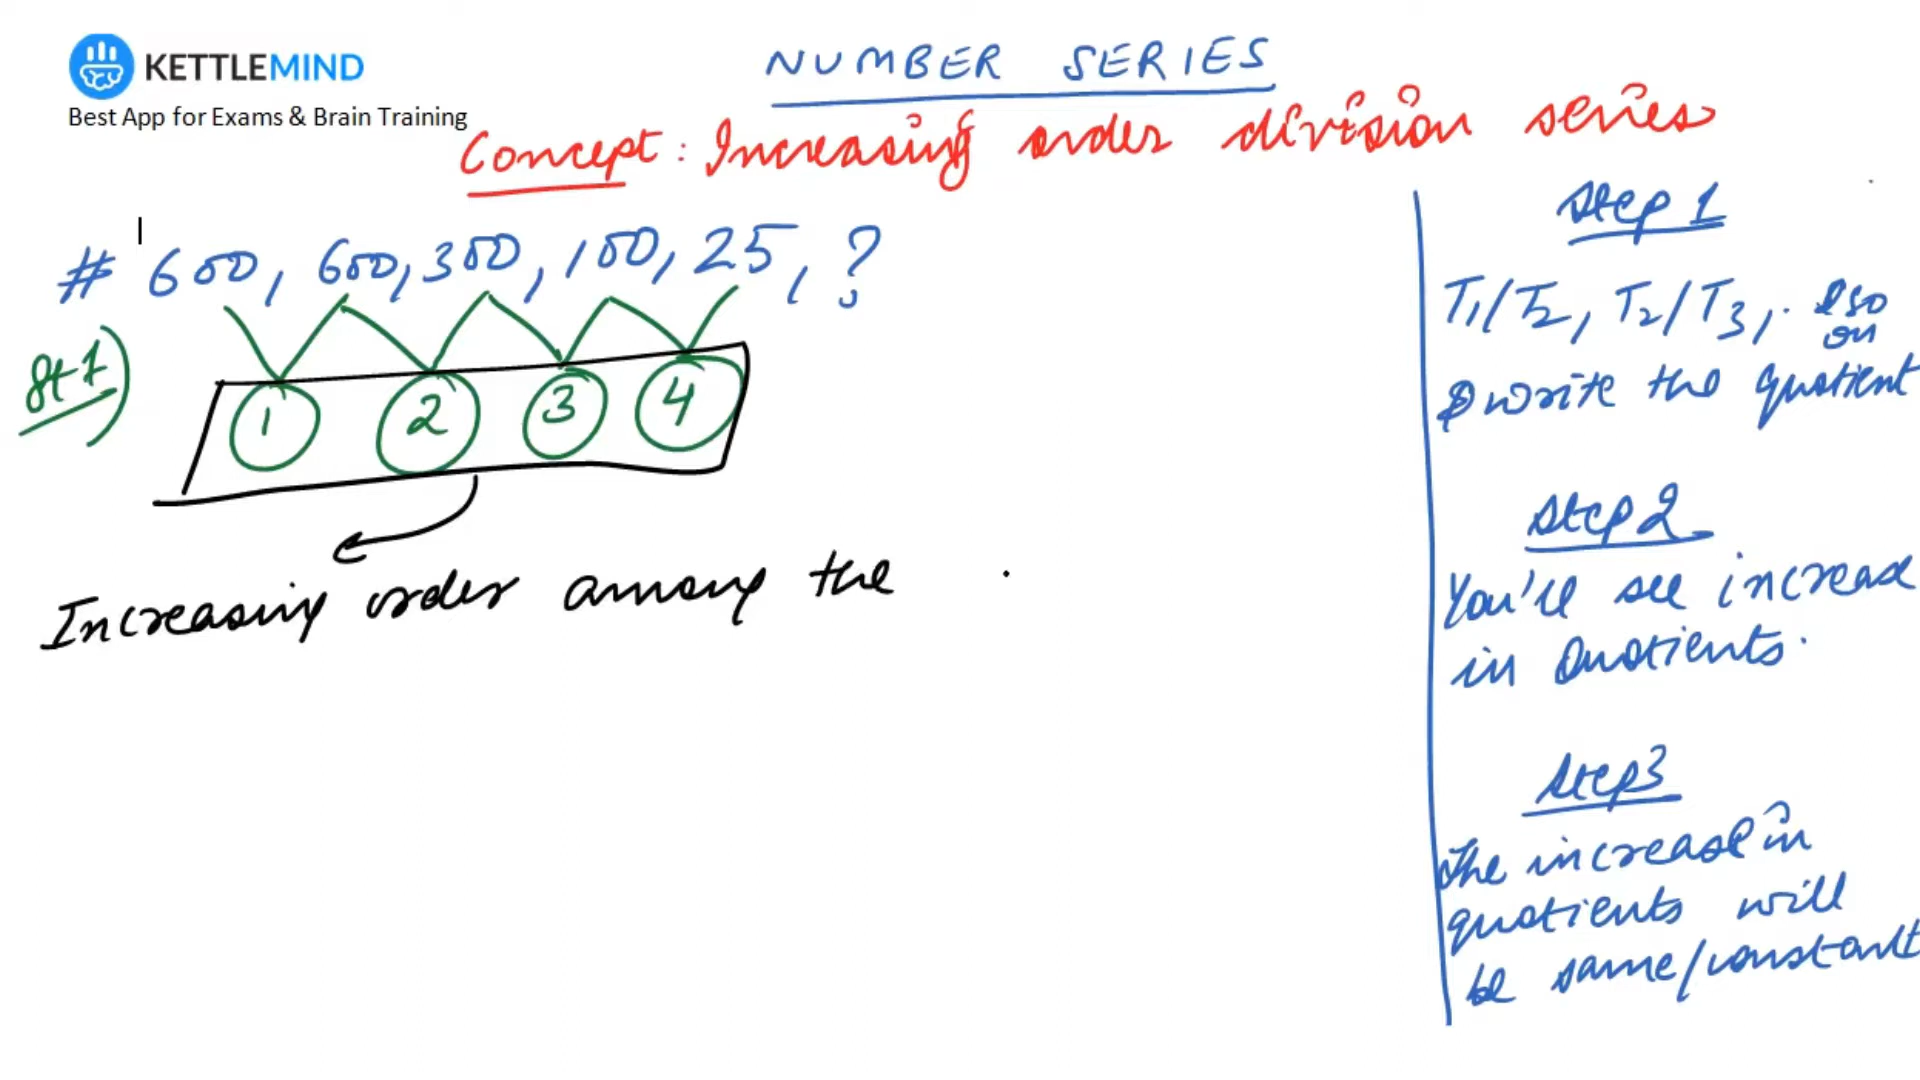 KETTLEMIND
Best App for Exams & Brain Training
NUMBER SERIES
Concept: Increasing order division series
# 600, 600, 300, 100, 25, ?
St 1)
1 2 3 4
Increasing order among the
Step 1
T1/T2, T2/T3, . & so
on
& write the quotient
Step 2
You'll see increase
in Quotients.
Step 3
The increase in
quotients will
be same/constant